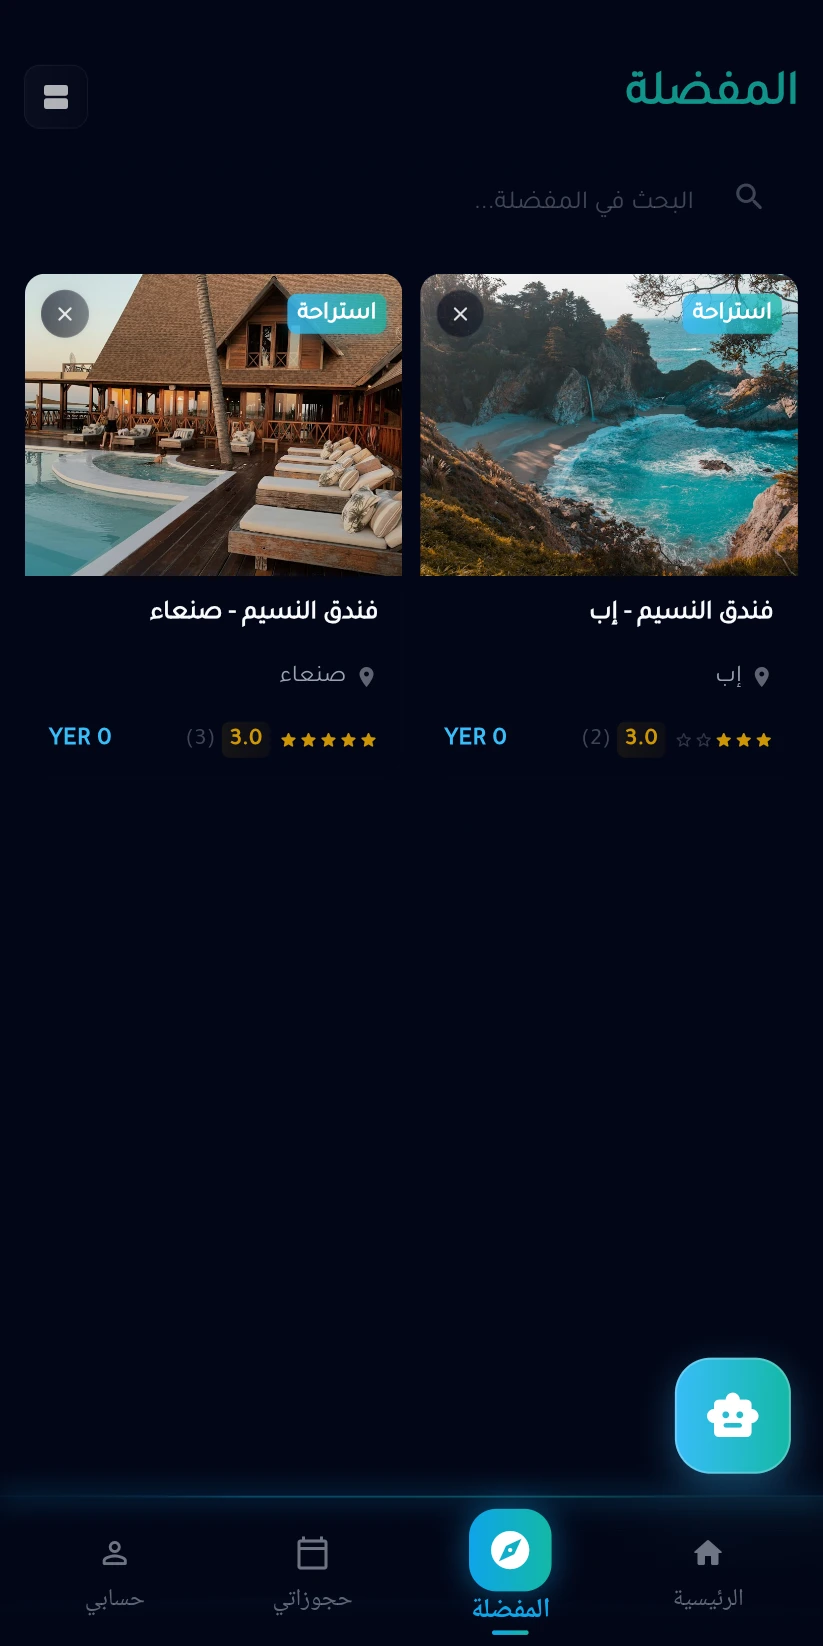 المفضلة
البحث في المفضلة...
استراحة
فندق النسيم - إب
إب
3.0 (2)
YER 0
استراحة
فندق النسيم - صنعاء
صنعاء
3.0 (3)
YER 0
الرئيسية
المفضلة
حجوزاتي
حسابي